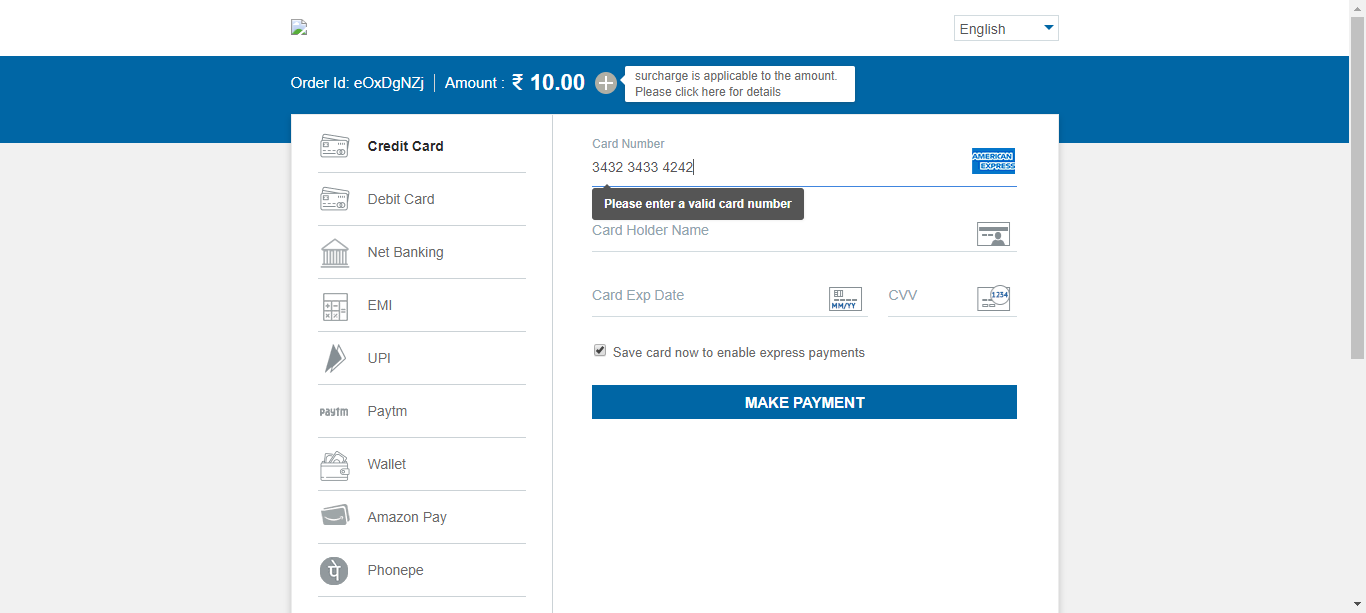 English
Order Id: eOxDgNZj | Amount : ₹ 10.00
surcharge is applicable to the amount.
Please click here for details
Credit Card
Debit Card
Net Banking
EMI
UPI
paytm Paytm
Wallet
Amazon Pay
पे Phonepe
Card Number
3432 3433 4242
AMERICAN
EXPRESS
Please enter a valid card number
Card Holder Name
Card Exp Date
MM/YY
CVV
1234
Save card now to enable express payments
MAKE PAYMENT